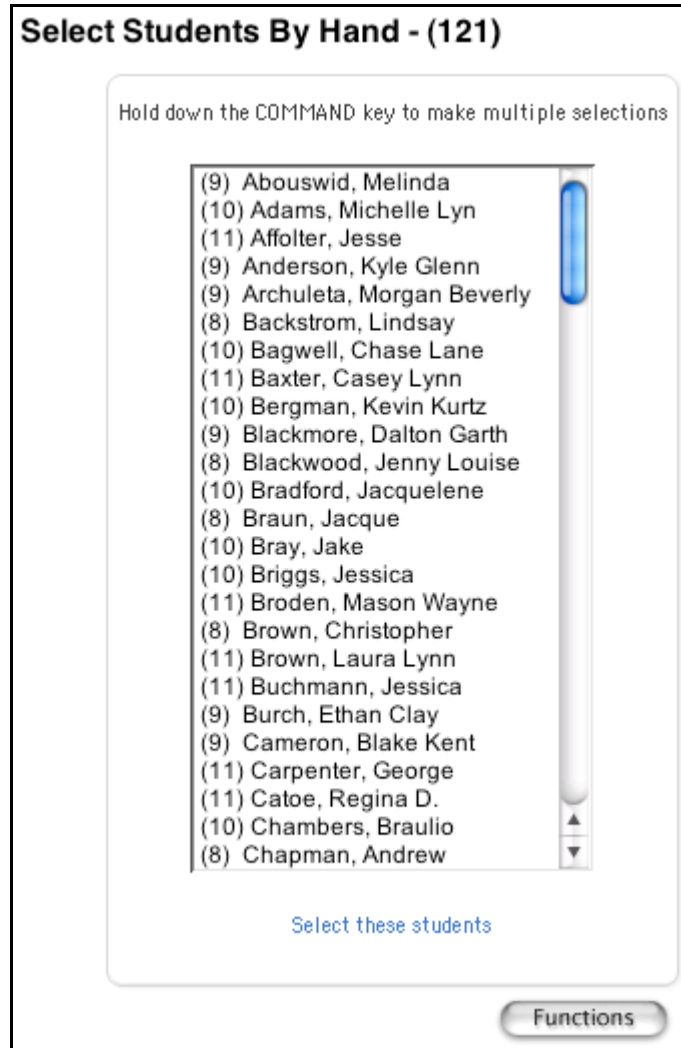 Select Students By Hand - (121)
Hold down the COMMAND key to make multiple selections
(9) Abouswid, Melinda
(10) Adams, Michelle Lyn
(11) Affolter, Jesse
(9) Anderson, Kyle Glenn
(9) Archuleta, Morgan Beverly
(8) Backstrom, Lindsay
(10) Bagwell, Chase Lane
(11) Baxter, Casey Lynn
(10) Bergman, Kevin Kurtz
(9) Blackmore, Dalton Garth
(8) Blackwood, Jenny Louise
(10) Bradford, Jacquelene
(8) Braun, Jacque
(10) Bray, Jake
(10) Briggs, Jessica
(11) Broden, Mason Wayne
(8) Brown, Christopher
(11) Brown, Laura Lynn
(11) Buchmann, Jessica
(9) Burch, Ethan Clay
(9) Cameron, Blake Kent
(11) Carpenter, George
(11) Catoe, Regina D.
(10) Chambers, Braulio
(8) Chapman, Andrew
Select these students
Functions